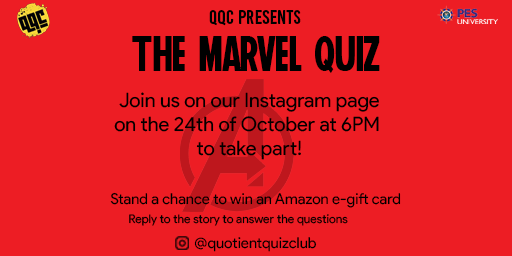 QQC
QQC PRESENTS
PES
UNIVERSITY
THE MARVEL QUIZ
Join us on our Instagram page
on the 24th of October at 6PM
to take part!
Stand a chance to win an Amazon e-gift card
Reply to the story to answer the questions
@quotientquizclub